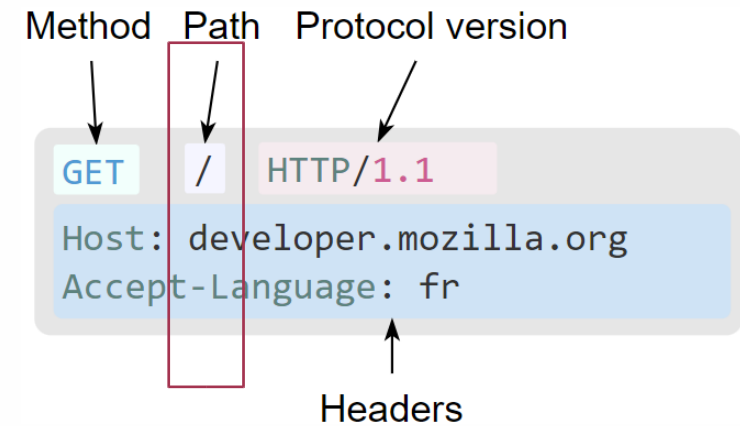 Method Path Protocol version
GET / HTTP/1.1
Host: developer.mozilla.org
Accept-Language: fr
Headers